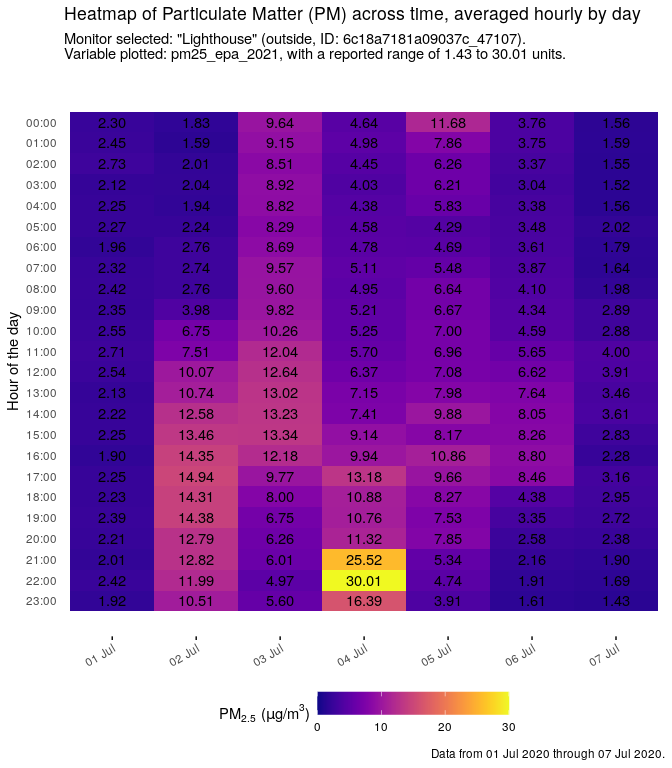 Heatmap of Particulate Matter (PM) across time, averaged hourly by day
Monitor selected: "Lighthouse" (outside, ID: 6c18a7181a09037c_47107).
Variable plotted: pm25_epa_2021, with a reported range of 1.43 to 30.01 units.
Hour of the day
00:00 2.30 1.83 9.64 4.64 11.68 3.76 1.56
01:00 2.45 1.59 9.15 4.98 7.86 3.75 1.59
02:00 2.73 2.01 8.51 4.45 6.26 3.37 1.55
03:00 2.12 2.04 8.92 4.03 6.21 3.04 1.52
04:00 2.25 1.94 8.82 4.38 5.83 3.38 1.56
05:00 2.27 2.24 8.29 4.58 4.29 3.48 2.02
06:00 1.96 2.76 8.69 4.78 4.69 3.61 1.79
07:00 2.32 2.74 9.57 5.11 5.48 3.87 1.64
08:00 2.42 2.76 9.60 4.95 6.64 4.10 1.98
09:00 2.35 3.98 9.82 5.21 6.67 4.34 2.89
10:00 2.55 6.75 10.26 5.25 7.00 4.59 2.88
11:00 2.71 7.51 12.04 5.70 6.96 5.65 4.00
12:00 2.54 10.07 12.64 6.37 7.08 6.62 3.91
13:00 2.13 10.74 13.02 7.15 7.98 7.64 3.46
14:00 2.22 12.58 13.23 7.41 9.88 8.05 3.61
15:00 2.25 13.46 13.34 9.14 8.17 8.26 2.83
16:00 1.90 14.35 12.18 9.94 10.86 8.80 2.28
17:00 2.25 14.94 9.77 13.18 9.66 8.46 3.16
18:00 2.23 14.31 8.00 10.88 8.27 4.38 2.95
19:00 2.39 14.38 6.75 10.76 7.53 3.35 2.72
20:00 2.21 12.79 6.26 11.32 7.85 2.58 2.38
21:00 2.01 12.82 6.01 25.52 5.34 2.16 1.90
22:00 2.42 11.99 4.97 30.01 4.74 1.91 1.69
23:00 1.92 10.51 5.60 16.39 3.91 1.61 1.43
01 Jul 02 Jul 03 Jul 04 Jul 05 Jul 06 Jul 07 Jul
PM2.5 (μg/m³)
0 10 20 30
Data from 01 Jul 2020 through 07 Jul 2020.